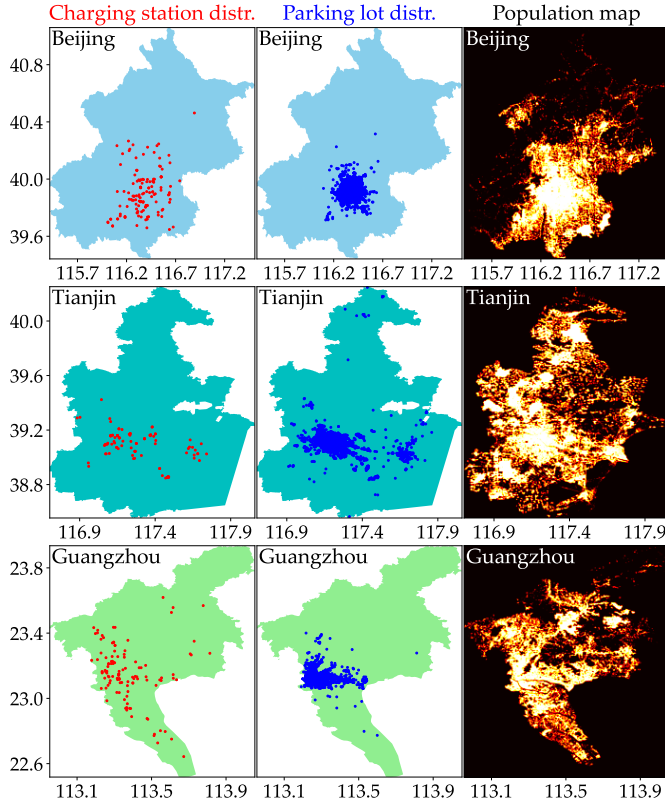 Charging station distr. Parking lot distr. Population map
Beijing Beijing Beijing
40.8
40.4
40.0
39.6
115.7 116.2 116.7 117.2 115.7 116.2 116.7 117.2 115.7 116.2 116.7 117.2
Tianjin Tianjin Tianjin
40.0
39.6
39.2
38.8
116.9 117.4 117.9 116.9 117.4 117.9 116.9 117.4 117.9
Guangzhou Guangzhou Guangzhou
23.8
23.4
23.0
22.6
113.1 113.5 113.9 113.1 113.5 113.9 113.1 113.5 113.9